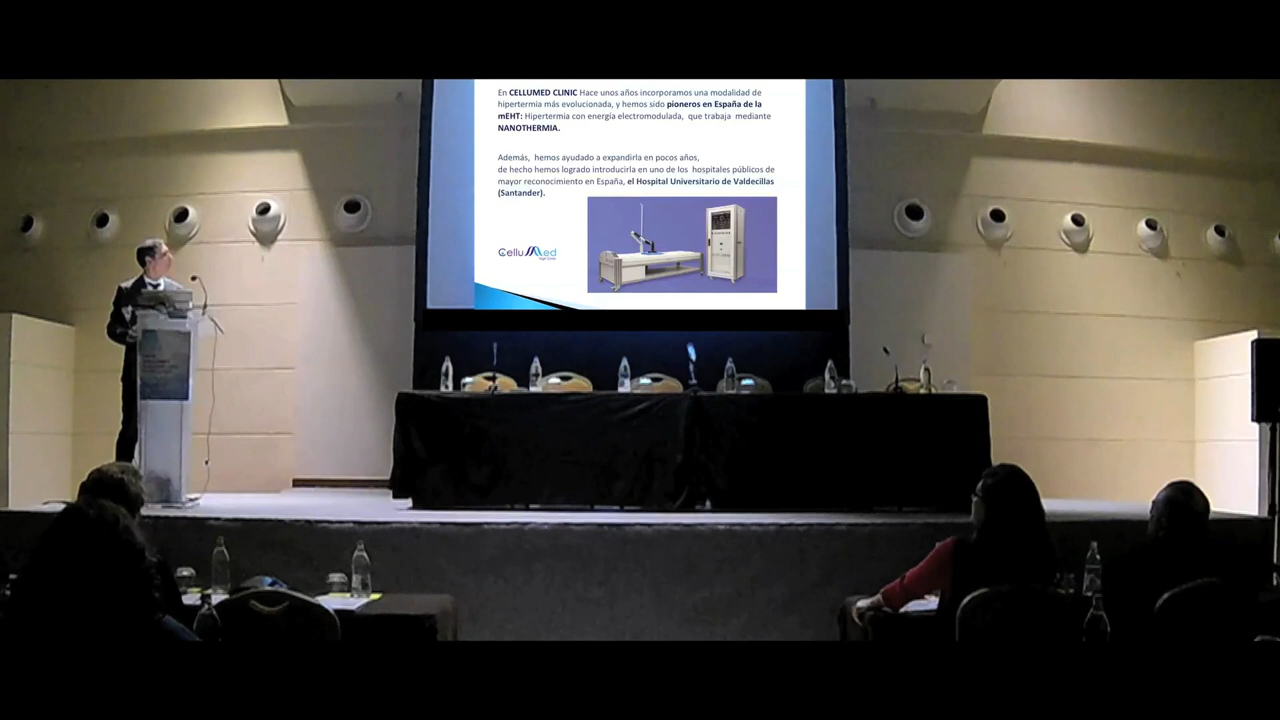 En CELLUMED CLINIC Hace unos años incorporamos una modalidad de
hipertermia más evolucionada, y hemos sido pioneros en España de la
mEHT: Hipertermia con energía electromodulada, que trabaja mediante
NANOTHERMIA.
Además, hemos ayudado a expandirla en pocos años,
de hecho hemos logrado introducirla en uno de los hospitales públicos de
mayor reconocimiento en España, el Hospital Universitario de Valdecillas
(Santander).
CelluMed